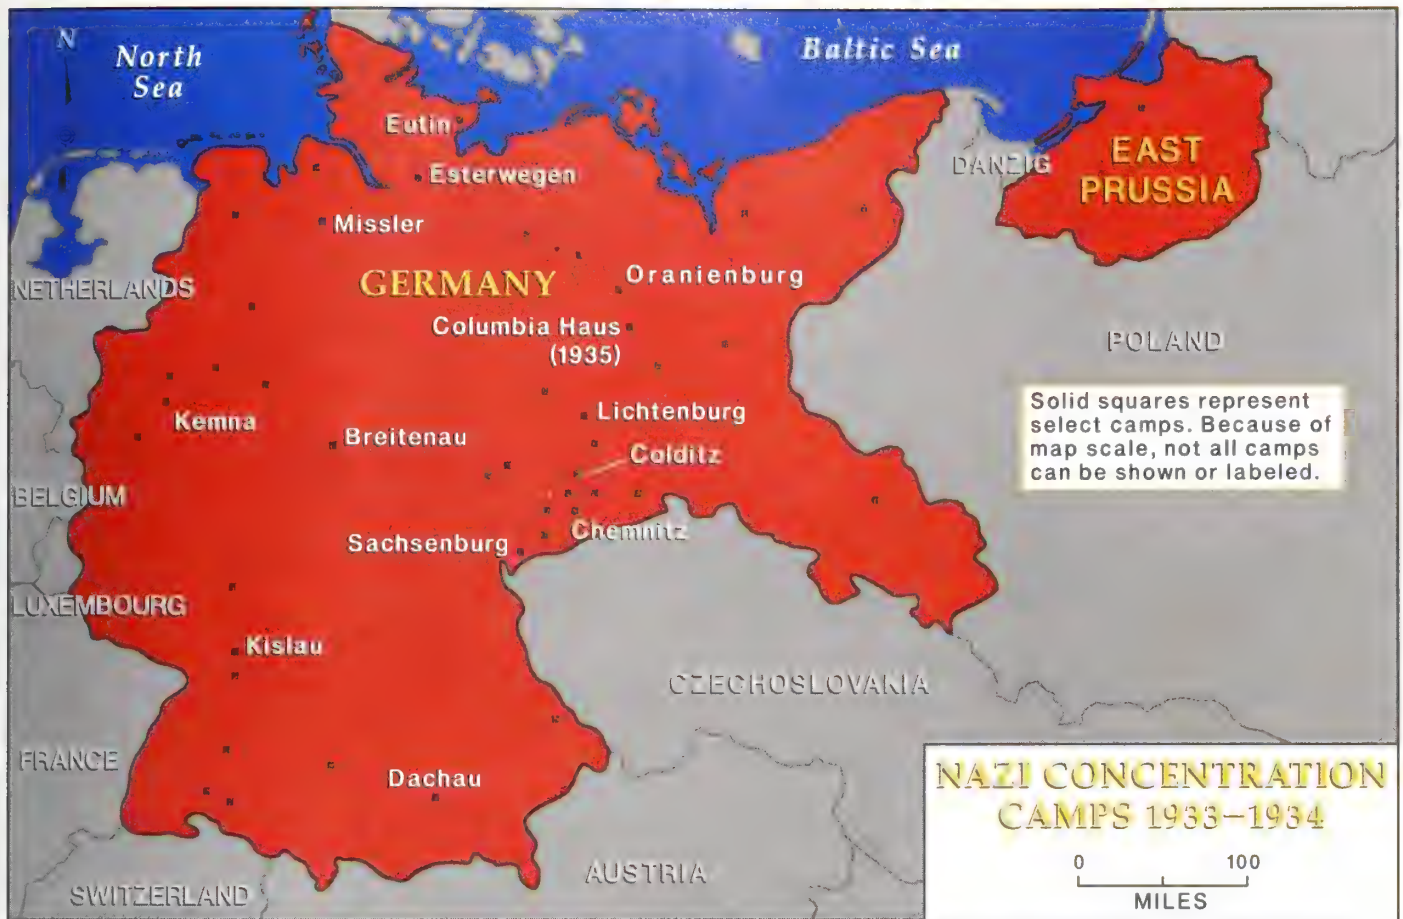 N
North
Sea
Baltic Sea
Eutin
Esterwegen
DANZIG
EAST
PRUSSIA
Missler
NETHERLANDS
GERMANY
Oranienburg
Columbia Haus
(1935)
POLAND
Kemna
Breitenau
Lichtenburg
Colditz
Solid squares represent
select camps. Because of
map scale, not all camps
can be shown or labeled.
BELGIUM
Sachsenburg
Chemnitz
LUXEMBOURG
Kislau
CZECHOSLOVAKIA
FRANCE
Dachau
SWITZERLAND
AUSTRIA
NAZI CONCENTRATION
CAMPS 1933–1934
0 100
MILES